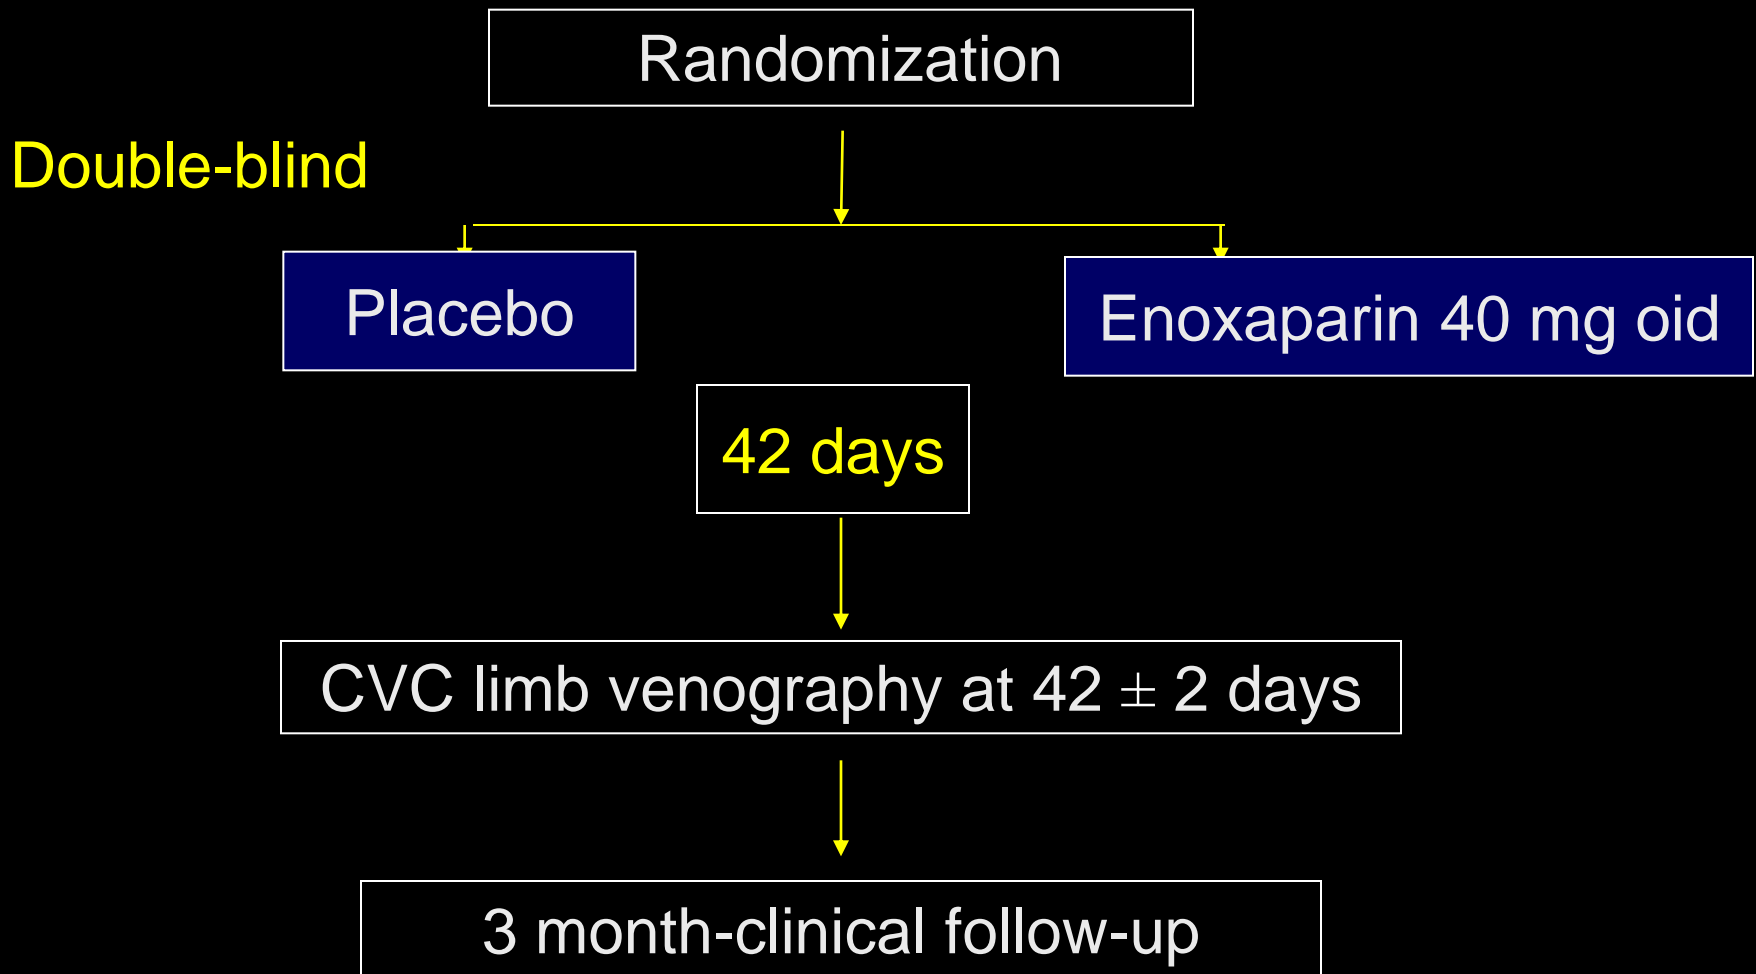 Randomization
Double-blind
Placebo
Enoxaparin 40 mg oid
42 days
CVC limb venography at 42 ± 2 days
3 month-clinical follow-up